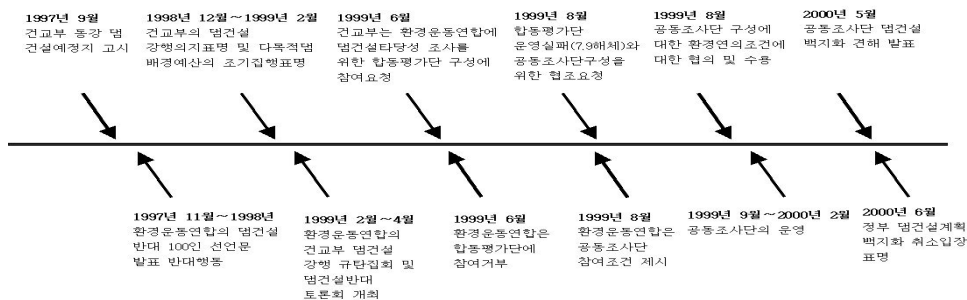 1997년 9월
건교부 동강 댐
건설예정지 고시
1998년 12월~1999년 2월
건교부의 댐건설
강행의지표명 및 다목적댐
배경예산의 조기집행표명
1999년 6월
건교부는 환경운동연합에
댐건설타당성 조사를
위한 합동평가단 구성에
참여요청
1999년 8월
합동평가단
운영실패(7.9해체)와
공동조사단구성을
위한 협조요청
1999년 8월
공동조사단 구성에
대한 환경연의조건에
대한 협의 및 수용
2000년 5월
공동조사단 댐건설
백지화 견해 발표
1997년 11월~1998년
환경운동연합의 댐건설
반대 100인 선언문
발표 반대행동
1999년 2월~4월
환경운동연합의
건교부 댐건설
강행 규탄집회 및
댐건설반대
토론회 개최
1999년 6월
환경운동연합은
합동평가단에
참여거부
1999년 8월
환경운동연합은
공동조사단
참여조건 제시
1999년 9월~2000년 2월
공동조사단의 운영
2000년 6월
정부 댐건설계획
백지화 취소입장
표명